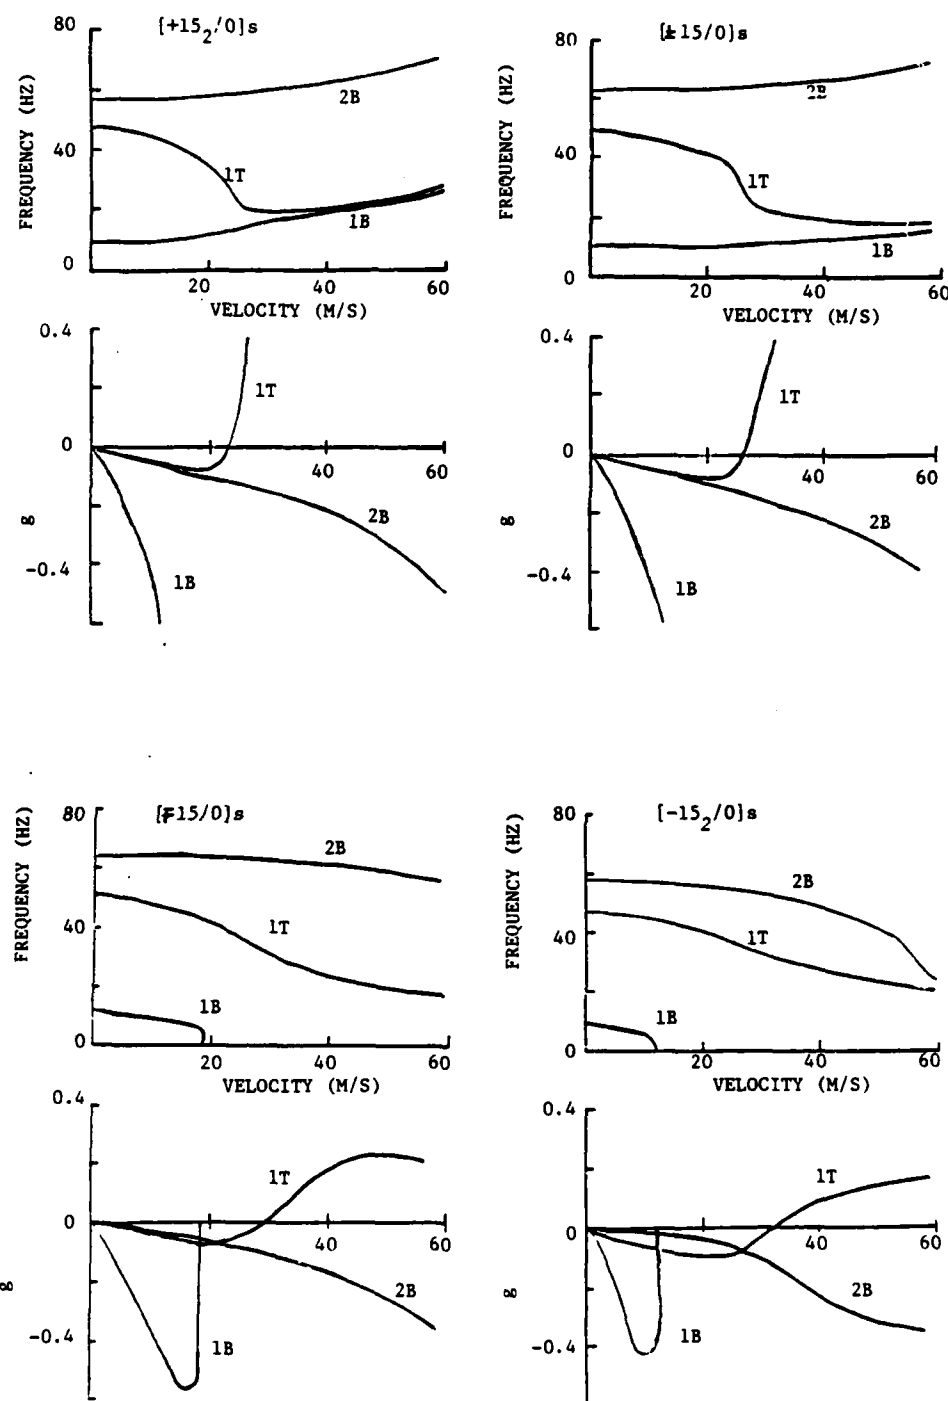 [+15₂/0]s
80
FREQUENCY (HZ)
40
0
2B
1T
1B
20
40
60
VELOCITY (M/S)
0.4
0
g
-0.4
1T
2B
1B
40
60
[±15/0]s
80
FREQUENCY (HZ)
40
0
2B
1T
1B
20
40
60
VELOCITY (M/S)
0.4
0
g
-0.4
1T
2B
1B
40
60
[∓15/0]s
80
FREQUENCY (HZ)
40
0
2B
1T
1B
20
40
60
VELOCITY (M/S)
0.4
0
g
-0.4
1T
2B
1B
20
40
60
[-15₂/0]s
80
FREQUENCY (HZ)
40
0
2B
1T
1B
20
40
60
VELOCITY (M/S)
0.4
0
g
-0.4
1T
2B
1B
40
60